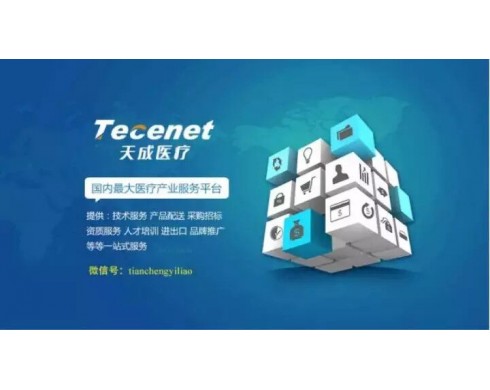 Tecenet
天成医疗
国内最大医疗产业服务平台
提供：技术服务 产品配送 采购招标
资质服务 人才培训 进出口 品牌推广
等等一站式服务
微信号：tianchengyiliao